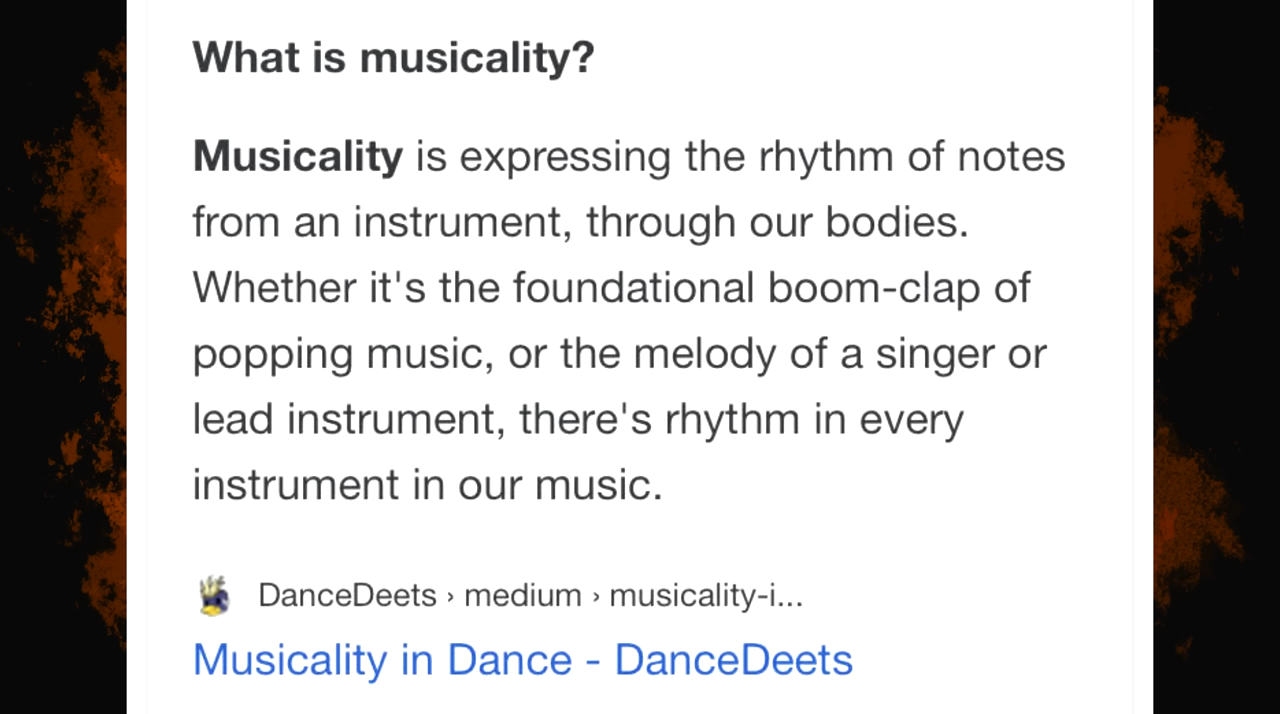 What is musicality?
Musicality is expressing the rhythm of notes
from an instrument, through our bodies.
Whether it's the foundational boom-clap of
popping music, or the melody of a singer or
lead instrument, there's rhythm in every
instrument in our music.
DanceDeets › medium › musicality-i...
Musicality in Dance - DanceDeets